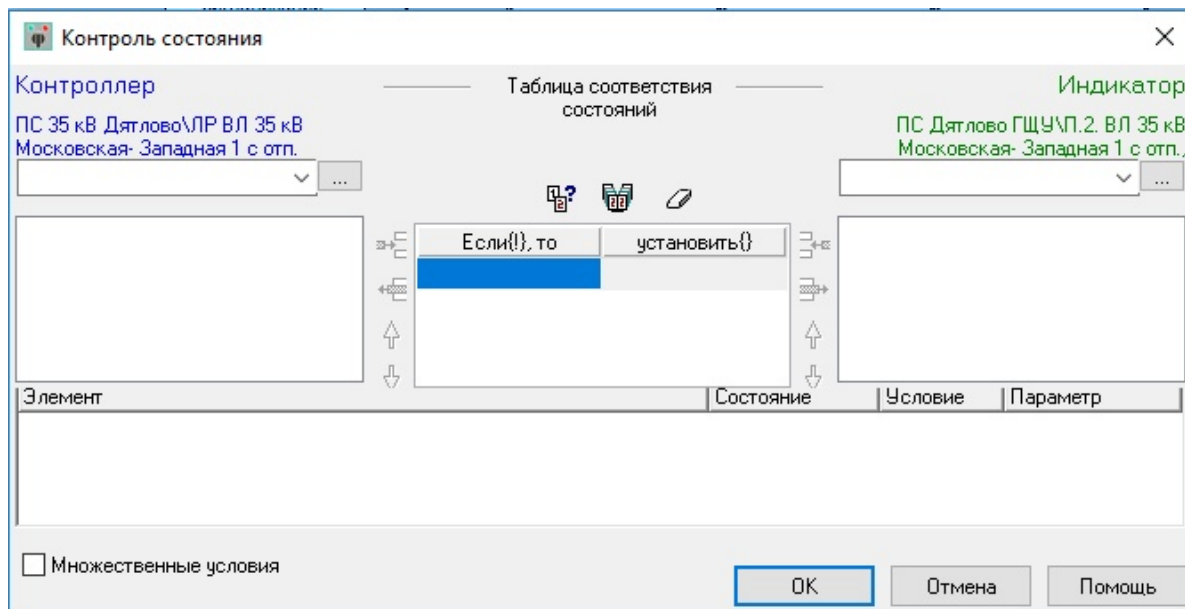 Контроль состояния
Контроллер
Таблица соответствия
состояний
Индикатор
ПС 35 кВ Дятлово\ЛР ВЛ 35 кВ
Московская- Западная 1 с отп.
ПС Дятлово ГЩУ\П.2. ВЛ 35 кВ
Московская- Западная 1 с отп.,
...
...
Если{!}, то
установить{}
Элемент
Состояние
Условие
Параметр
Множественные условия
OK
Отмена
Помощь